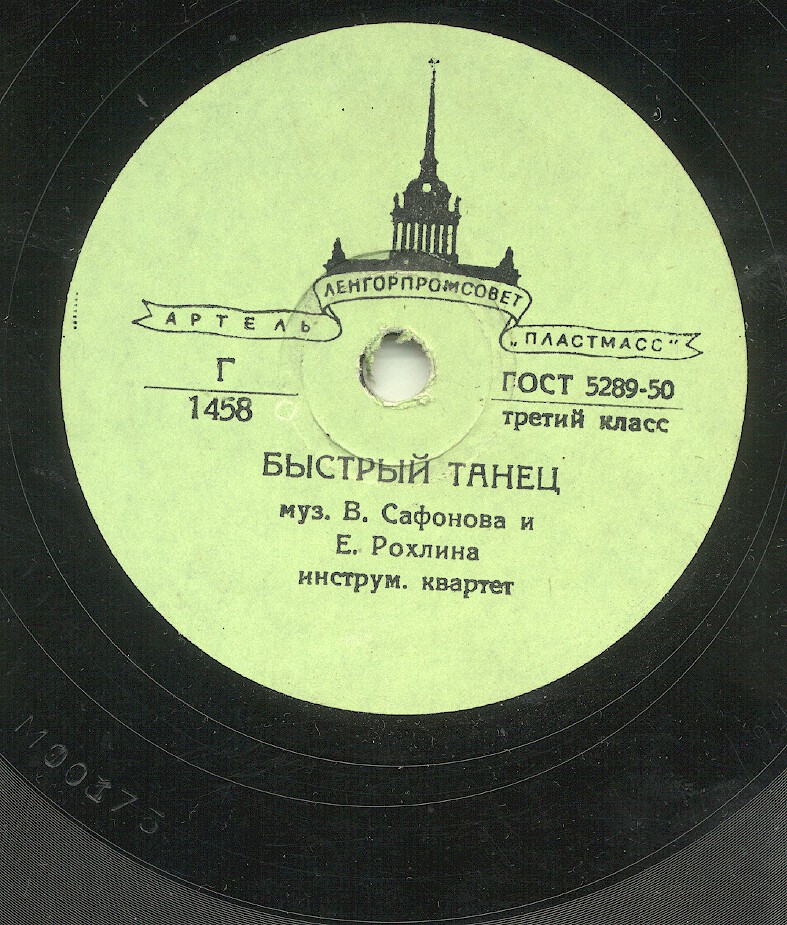 ЛЕНГОРПРОМСОВЕТ
АРТЕЛЬ
„ПЛАСТМАСС“
Г
1458
ГОСТ 5289-50
третий класс
БЫСТРЫЙ ТАНЕЦ
муз. В. Сафонова и
Е. Рохлина
инструм. квартет